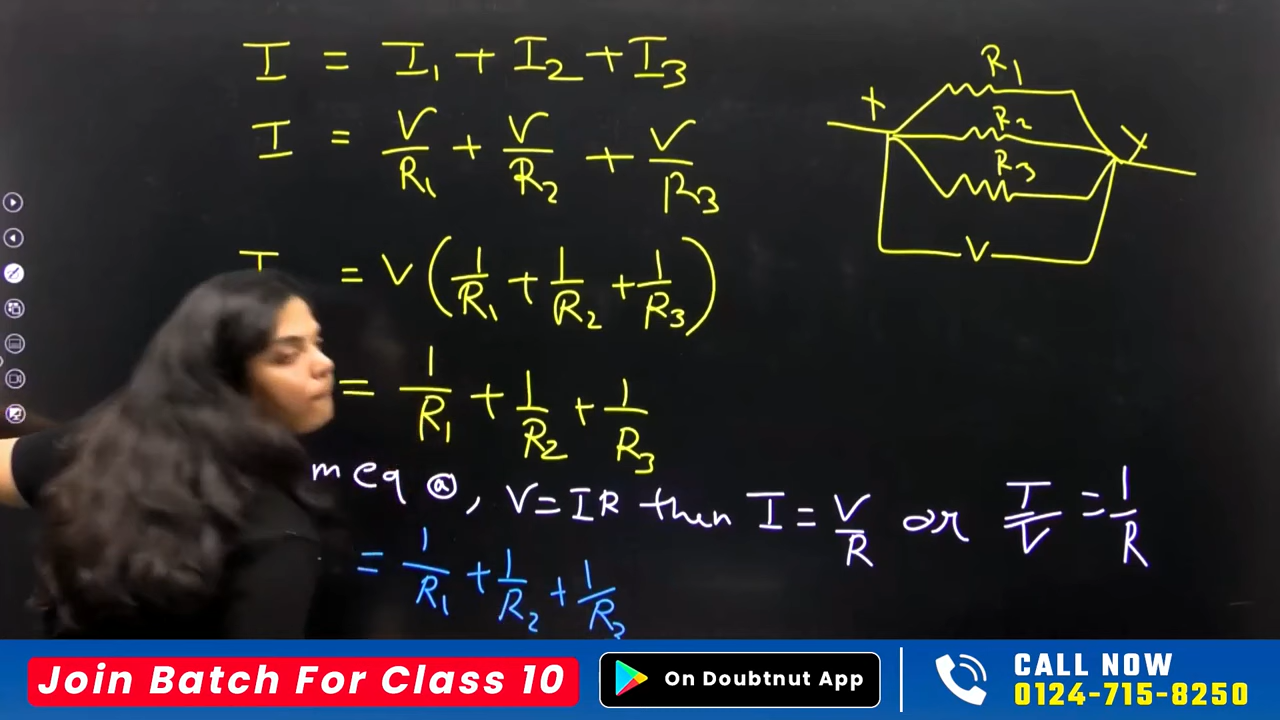 I = I₁ + I₂ + I₃
I = V/R₁ + V/R₂ + V/R₃
= V(1/R₁ + 1/R₂ + 1/R₃)
= 1/R₁ + 1/R₂ + 1/R₃
m eq ⓐ, V = IR then I = V/R or I/V = 1/R
= 1/R₁ + 1/R₂ + 1/R₃
R₁
X
R₂
Y
R₃
V
Join Batch For Class 10
On Doubtnut App
CALL NOW
0124-715-8250